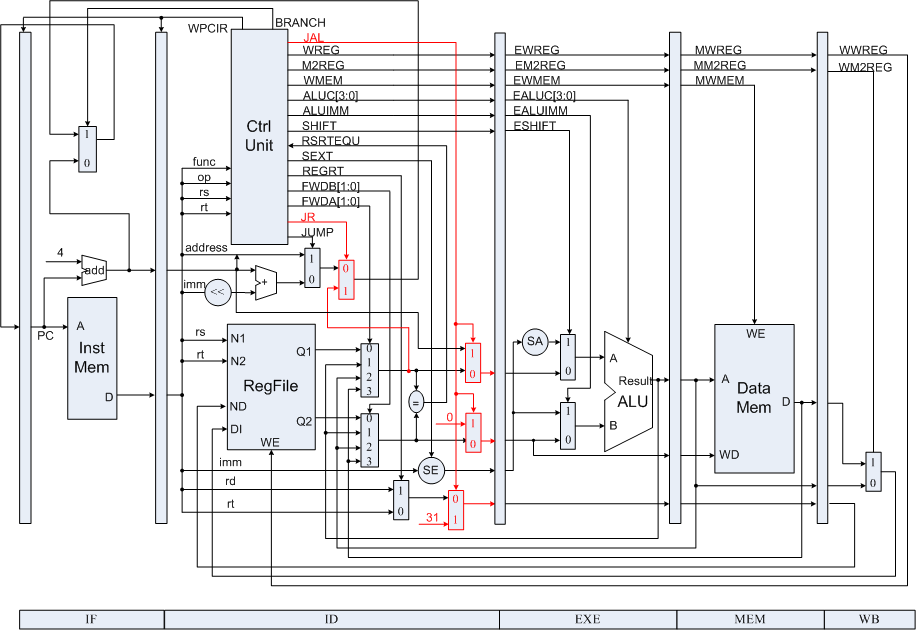 WPCIR
BRANCH
JAL
WREG
M2REG
WMEM
ALUC[3:0]
ALUIMM
SHIFT
RSRTEQU
SEXT
REGRT
FWDB[1:0]
FWDA[1:0]
JR
JUMP
Ctrl
Unit
func
op
rs
rt
EWREG
EM2REG
EWMEM
EALUC[3:0]
EALUIMM
ESHIFT
MWREG
MM2REG
MWMEM
WWREG
WM2REG
1
0
4
add
PC
A
Inst
Mem
D
address
imm
<<
+
1
0
0
1
rs
rt
N1
N2
RegFile
ND
DI
WE
Q1
Q2
0
1
2
3
0
1
2
3
=
1
0
0
1
0
imm
SE
rd
rt
1
0
0
1
31
SA
1
0
1
0
A
Result
ALU
B
WE
A
Data
Mem
D
WD
1
0
IF
ID
EXE
MEM
WB